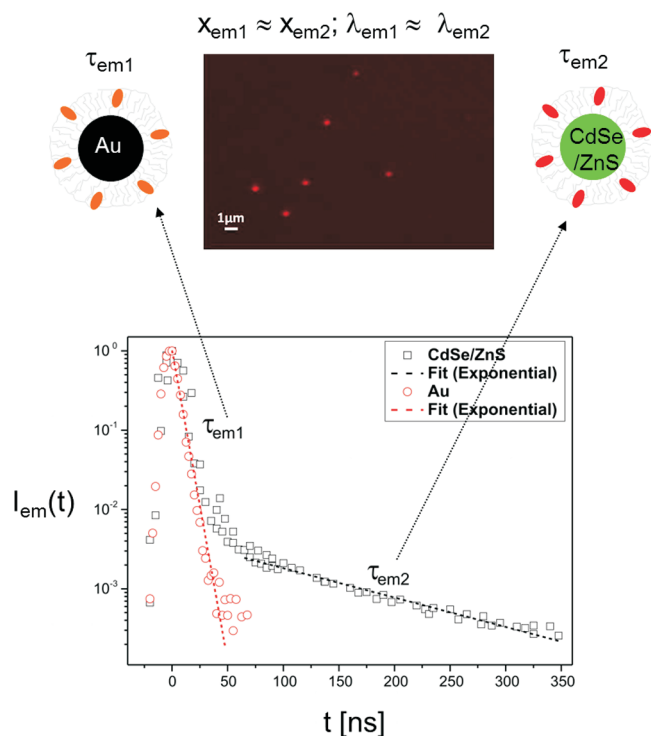 x_em1 ≈ x_em2; λ_em1 ≈ λ_em2
τ_em1
τ_em2
Au
CdSe
/ZnS
1μm
10^0
10^-1
10^-2
10^-3
I_em(t)
CdSe/ZnS
Fit (Exponential)
Au
Fit (Exponential)
τ_em1
τ_em2
0 50 100 150 200 250 300 350
t [ns]